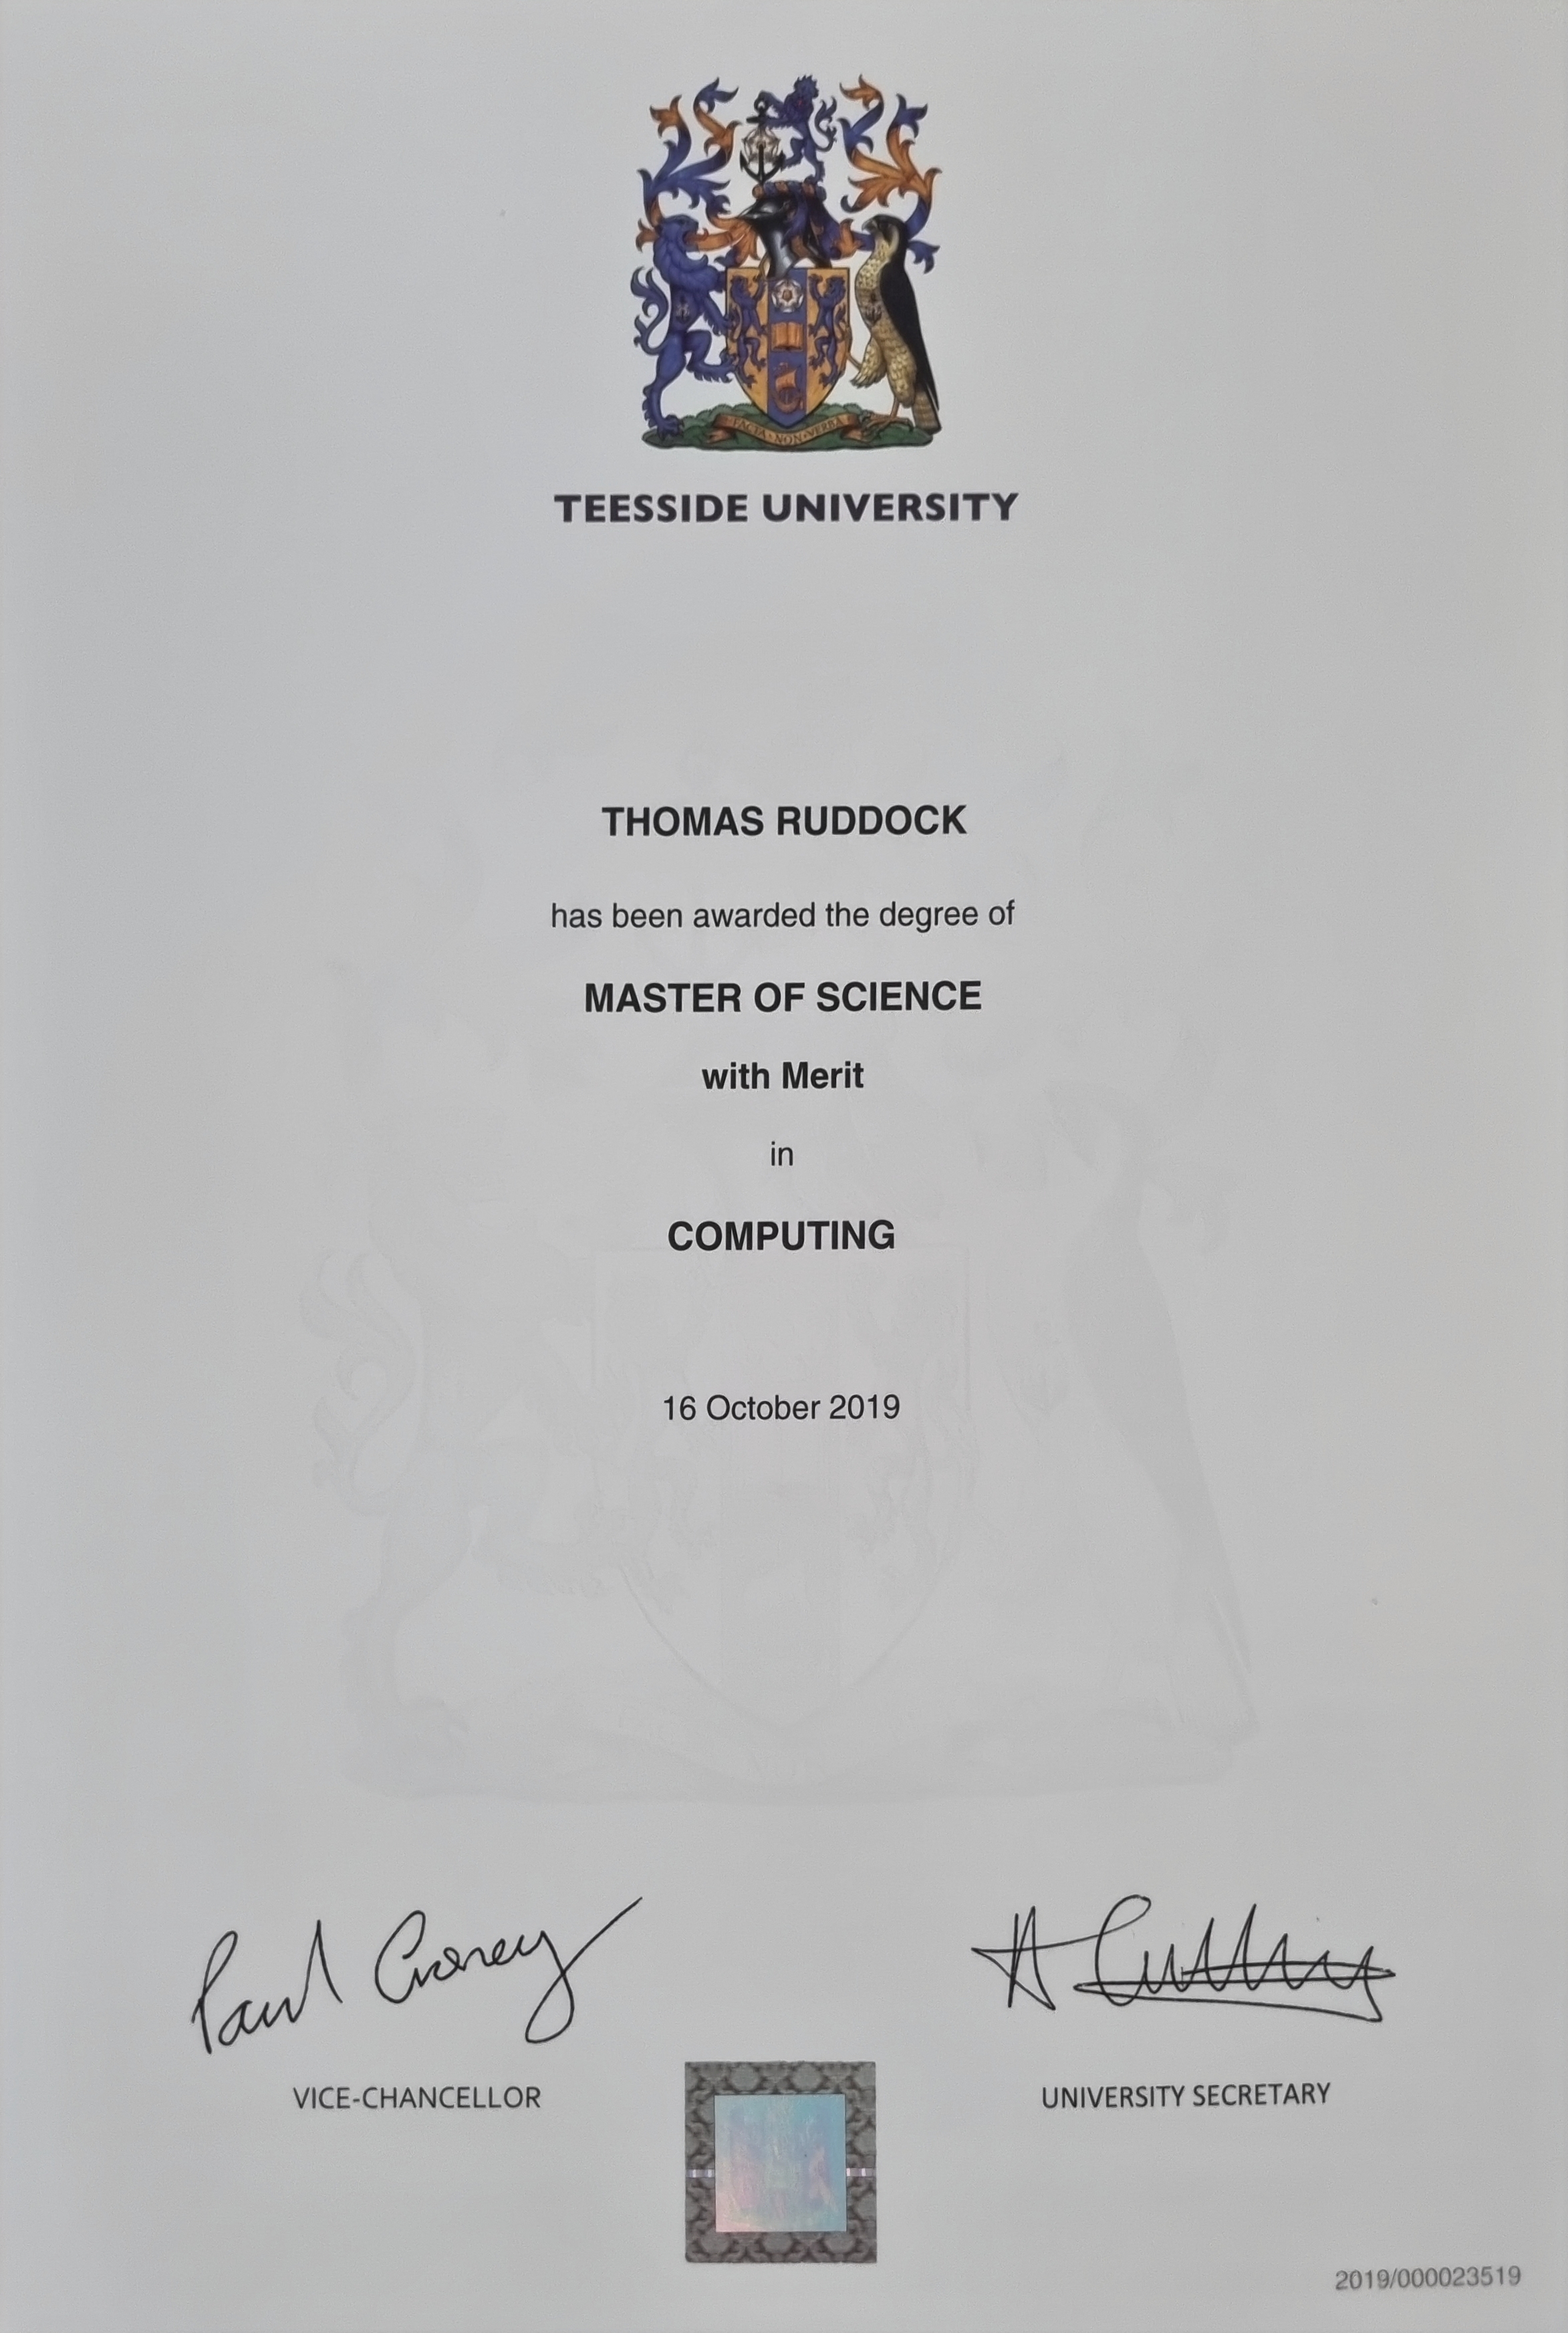 FACTA · NON · VERBA
TEESSIDE UNIVERSITY
THOMAS RUDDOCK
has been awarded the degree of
MASTER OF SCIENCE
with Merit
in
COMPUTING
16 October 2019
Paul Croney
VICE-CHANCELLOR
UNIVERSITY SECRETARY
2019/000023519